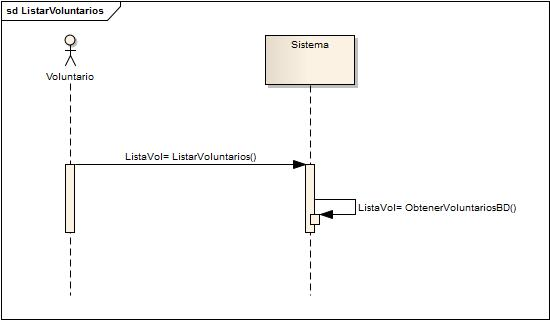 sd ListarVoluntarios
Voluntario
Sistema
ListaVol= ListarVoluntarios()
ListaVol= ObtenerVoluntariosBD()